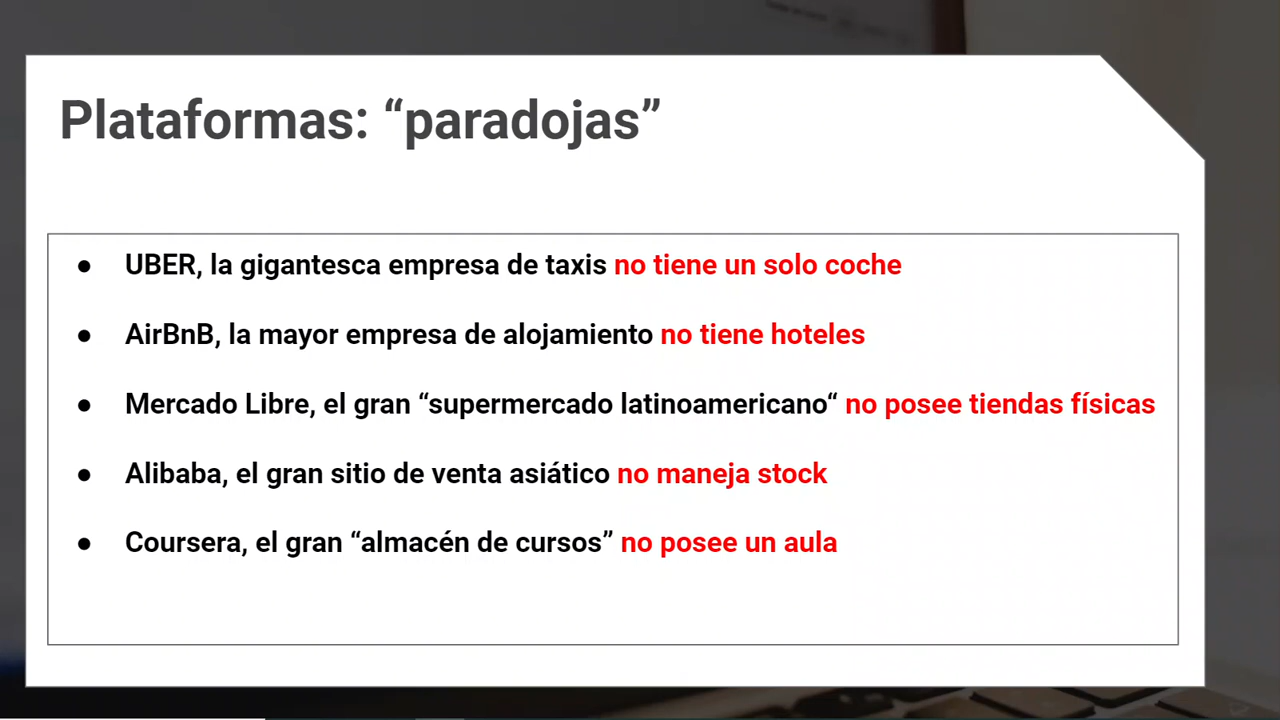 Plataformas: “paradojas”
● UBER, la gigantesca empresa de taxis no tiene un solo coche
● AirBnB, la mayor empresa de alojamiento no tiene hoteles
● Mercado Libre, el gran “supermercado latinoamericano“ no posee tiendas físicas
● Alibaba, el gran sitio de venta asiático no maneja stock
● Coursera, el gran “almacén de cursos” no posee un aula